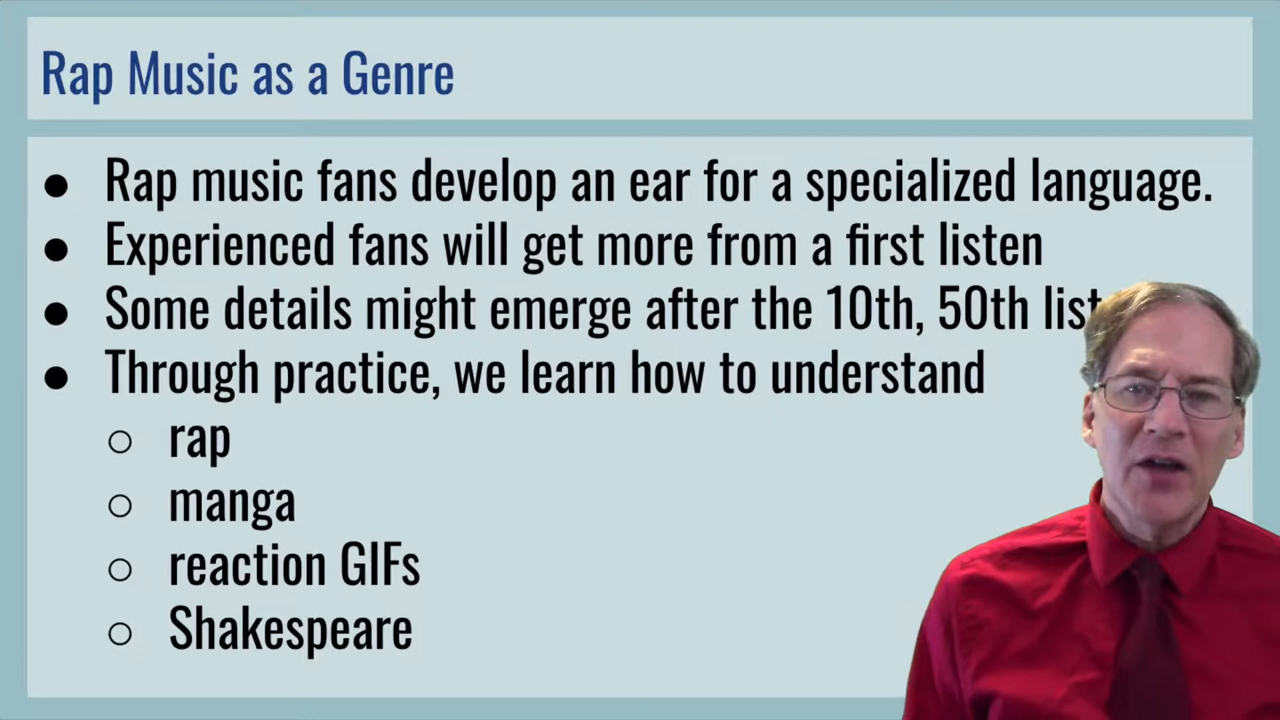 Rap Music as a Genre
● Rap music fans develop an ear for a specialized language.
● Experienced fans will get more from a first listen
● Some details might emerge after the 10th, 50th
● Through practice, we learn how to understand
○ rap
○ manga
○ reaction GIFs
○ Shakespeare